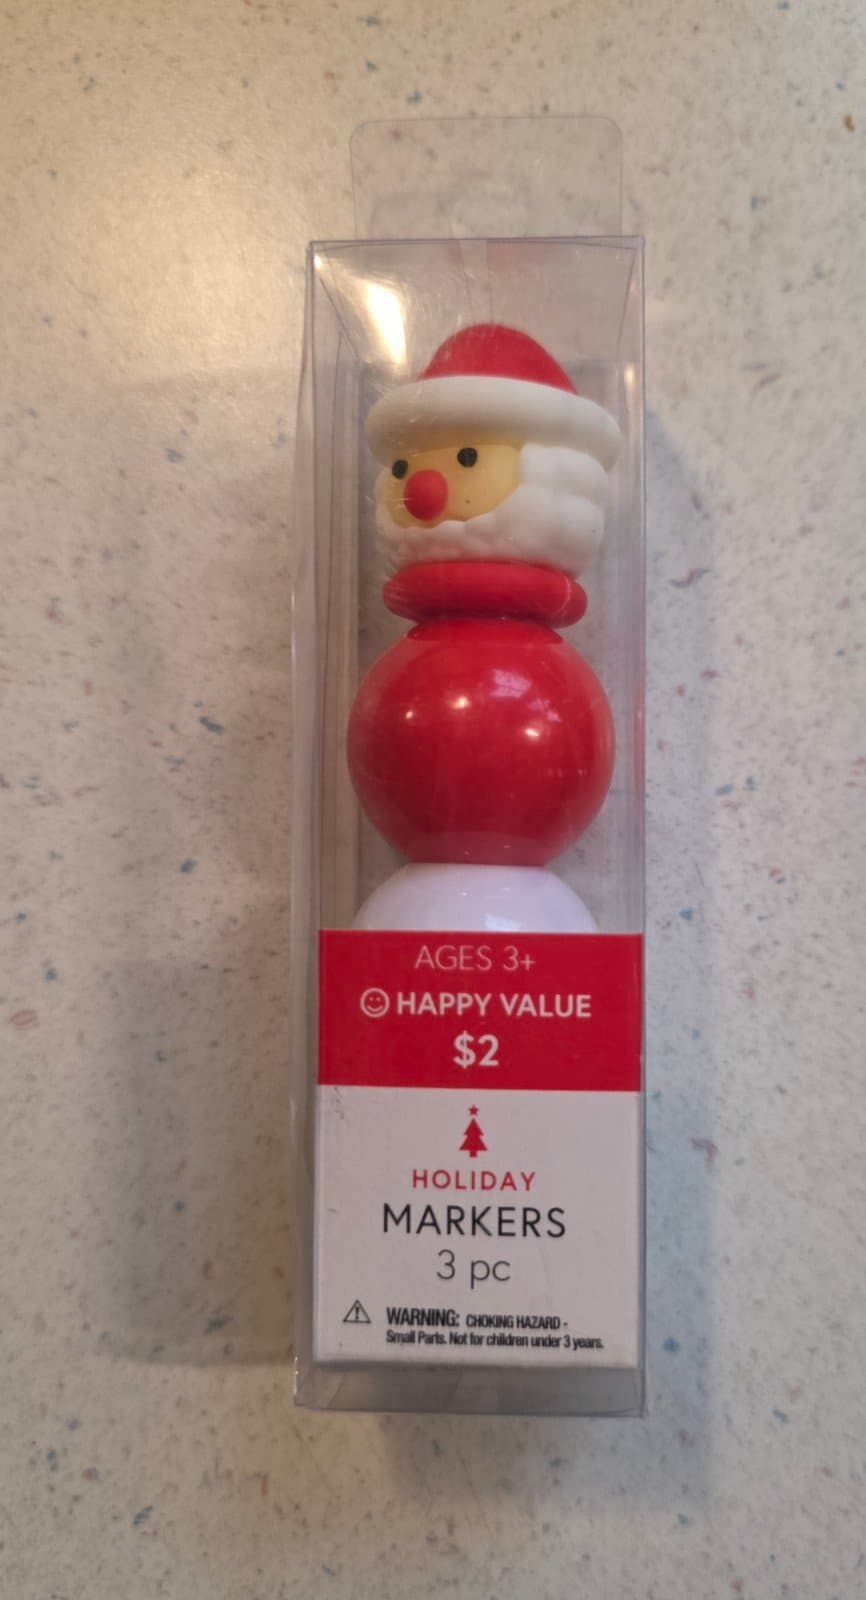 AGES 3+
HAPPY VALUE
$2
HOLIDAY
MARKERS
3 pc
WARNING: CHOKING HAZARD -
Small Parts. Not for children under 3 years.